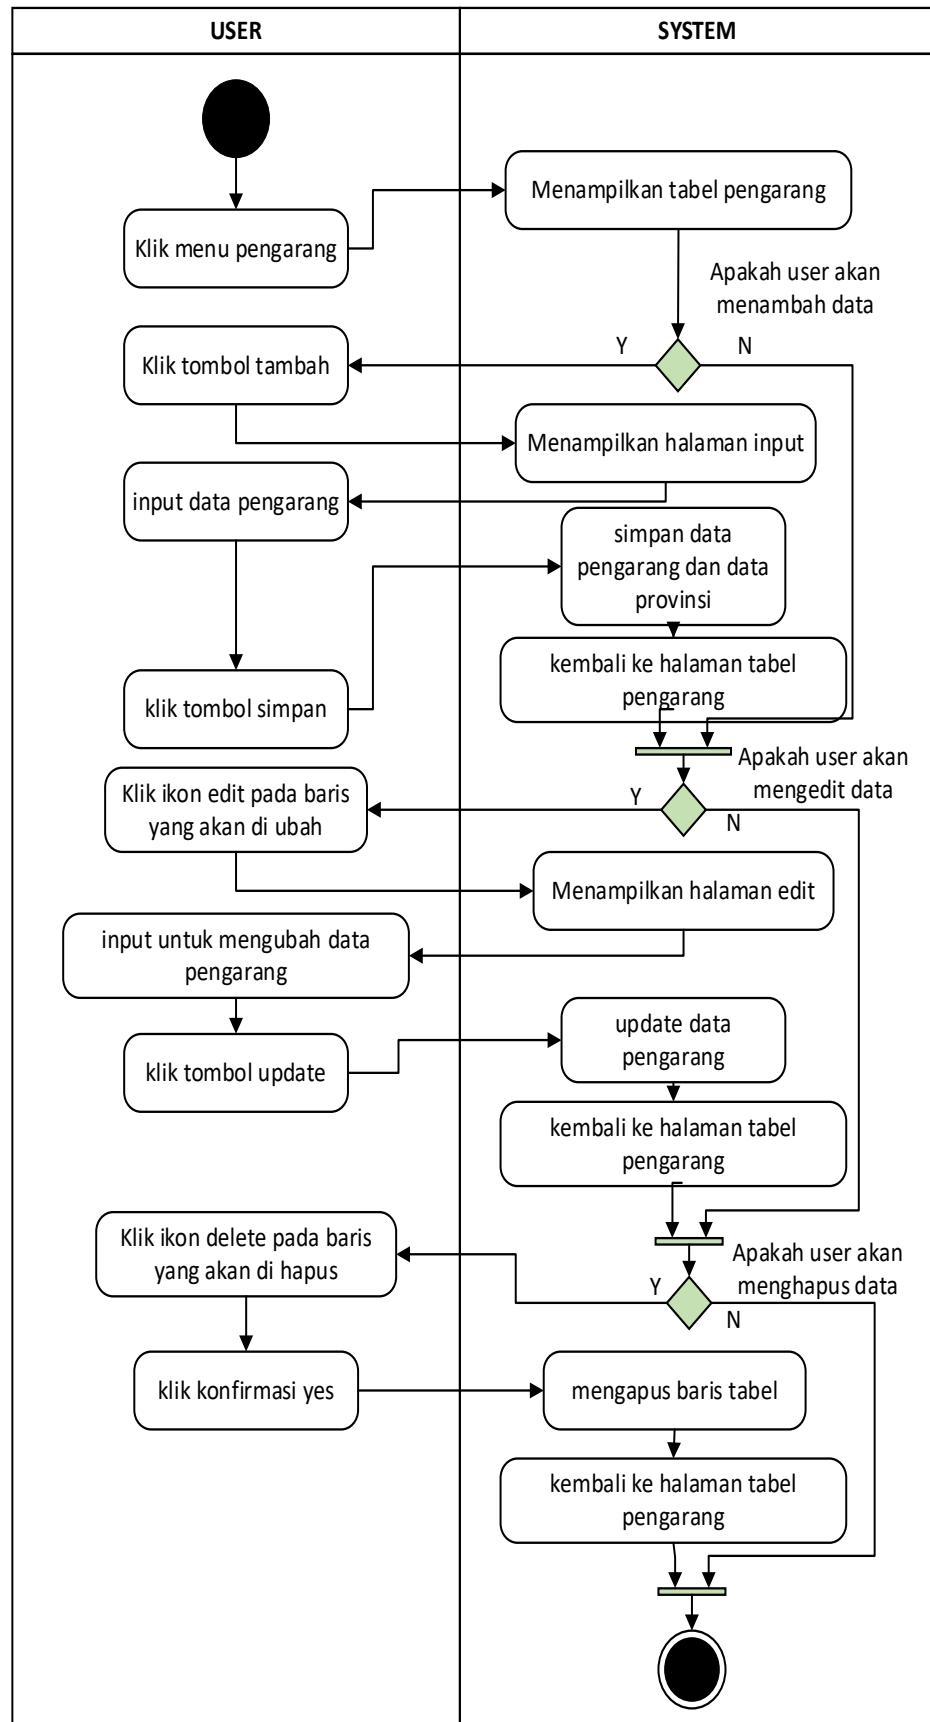 USER
SYSTEM
Menampilkan tabel pengarang
Klik menu pengarang
Apakah user akan
menambah data
Y
N
Klik tombol tambah
Menampilkan halaman input
input data pengarang
simpan data
pengarang dan data
provinsi
kembali ke halaman tabel
pengarang
klik tombol simpan
Apakah user akan
mengedit data
Y
N
Klik ikon edit pada baris
yang akan di ubah
Menampilkan halaman edit
input untuk mengubah data
pengarang
update data
pengarang
klik tombol update
kembali ke halaman tabel
pengarang
Klik ikon delete pada baris
yang akan di hapus
Apakah user akan
menghapus data
Y
N
klik konfirmasi yes
mengapus baris tabel
kembali ke halaman tabel
pengarang